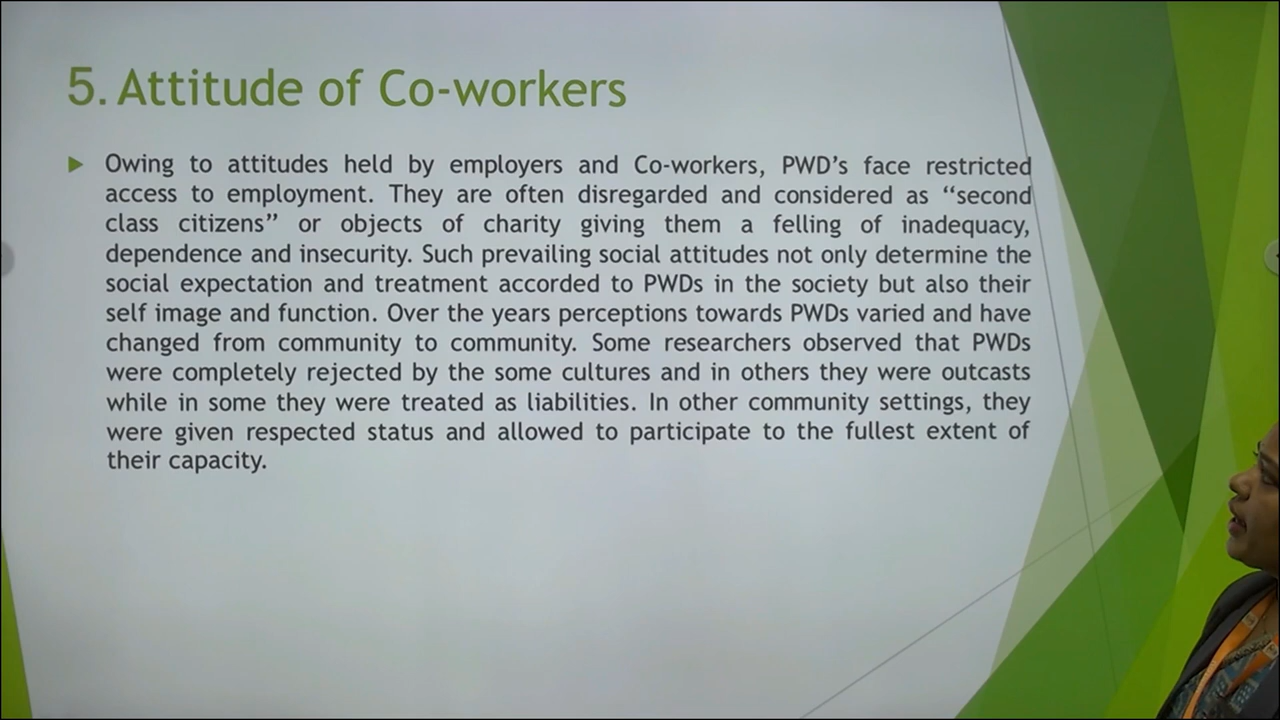 5. Attitude of Co-workers
Owing to attitudes held by employers and Co-workers, PWD’s face restricted
access to employment. They are often disregarded and considered as “second
class citizens” or objects of charity giving them a felling of inadequacy,
dependence and insecurity. Such prevailing social attitudes not only determine the
social expectation and treatment accorded to PWDs in the society but also their
self image and function. Over the years perceptions towards PWDs varied and have
changed from community to community. Some researchers observed that PWDs
were completely rejected by the some cultures and in others they were outcasts
while in some they were treated as liabilities. In other community settings, they
were given respected status and allowed to participate to the fullest extent of
their capacity.